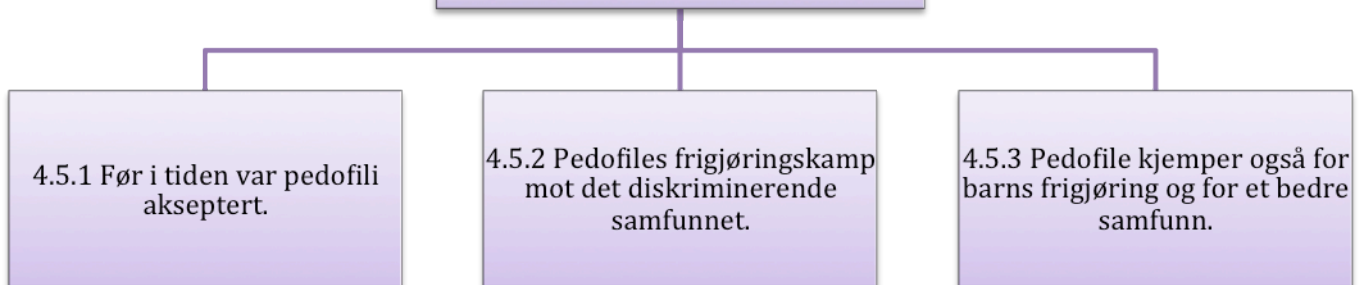 4.5.1 Før i tiden var pedofili
akseptert.
4.5.2 Pedofiles frigjøringskamp
mot det diskriminerende
samfunnet.
4.5.3 Pedofile kjemper også for
barns frigjøring og for et bedre
samfunn.